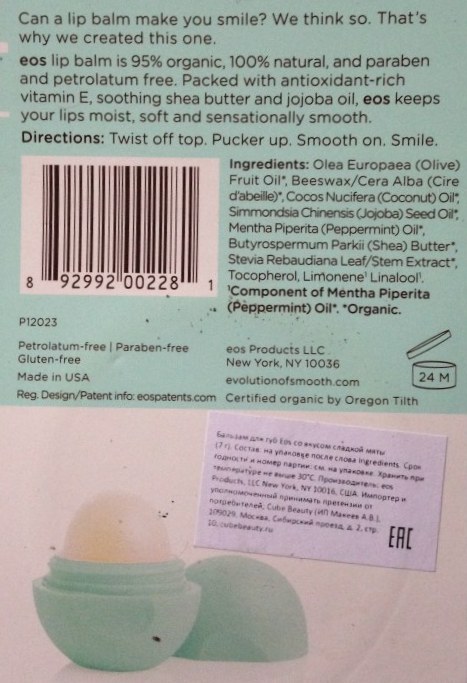 Can a lip balm make you smile? We think so. That's
why we created this one.
eos lip balm is 95% organic, 100% natural, and paraben
and petrolatum free. Packed with antioxidant-rich
vitamin E, soothing shea butter and jojoba oil, eos keeps
your lips moist, soft and sensationally smooth.
Directions: Twist off top. Pucker up. Smooth on. Smile.
Ingredients: Olea Europaea (Olive)
Fruit Oil*, Beeswax/Cera Alba (Cire
d'abeille)*, Cocos Nucifera (Coconut) Oil*,
Simmondsia Chinensis (Jojoba) Seed Oil*,
Mentha Piperita (Peppermint) Oil*,
Butyrospermum Parkii (Shea) Butter*,
Stevia Rebaudiana Leaf/Stem Extract*,
Tocopherol, Limonene¹ Linalool¹.
¹Component of Mentha Piperita
(Peppermint) Oil*. *Organic.
8 92992 00228 1
P12023
Petrolatum-free | Paraben-free
Gluten-free
Made in USA
Reg. Design/Patent info: eospatents.com
eos Products LLC
New York, NY 10036
evolutionofsmooth.com
Certified organic by Oregon Tilth
24 M
Бальзам для губ Eos со вкусом сладкой мяты
(7 г). Состав: на упаковке после слова Ingredients. Срок
годности и номер партии: см. на упаковке. Хранить при
температуре не выше 30°C. Производитель: eos
Products, LLC New York, NY 10016, США. Импортер и
уполномоченный принимать претензии от
потребителей, Cube Beauty (ИП Макеев А.В.),
109029, Москва, Сибирский проезд, д. 2, стр.
10, cubebeauty.ru
EAC